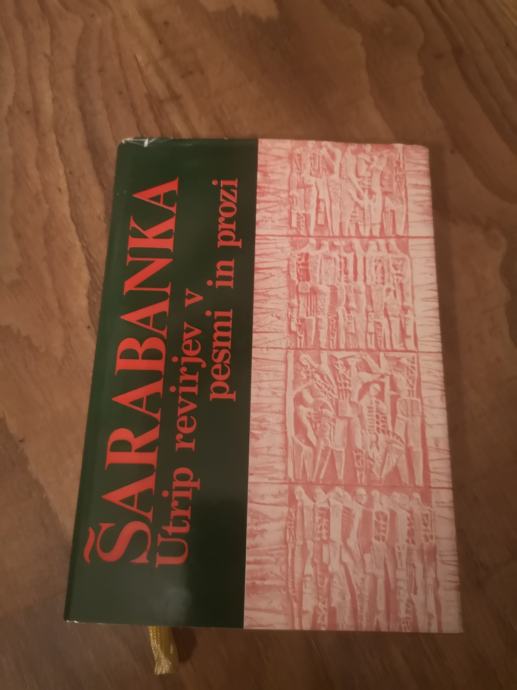 ŠARABANKA
Utrip revirjev v
pesmi in prozi